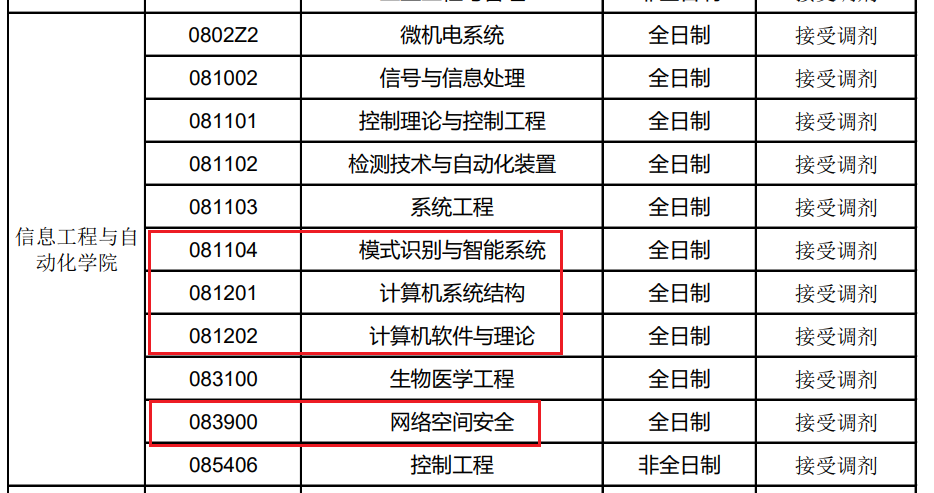 0802Z2 微机电系统 全日制 接受调剂
081002 信号与信息处理 全日制 接受调剂
081101 控制理论与控制工程 全日制 接受调剂
081102 检测技术与自动化装置 全日制 接受调剂
081103 系统工程 全日制 接受调剂
信息工程与自
动化学院
081104 模式识别与智能系统 全日制 接受调剂
081201 计算机系统结构 全日制 接受调剂
081202 计算机软件与理论 全日制 接受调剂
083100 生物医学工程 全日制 接受调剂
083900 网络空间安全 全日制 接受调剂
085406 控制工程 非全日制 接受调剂